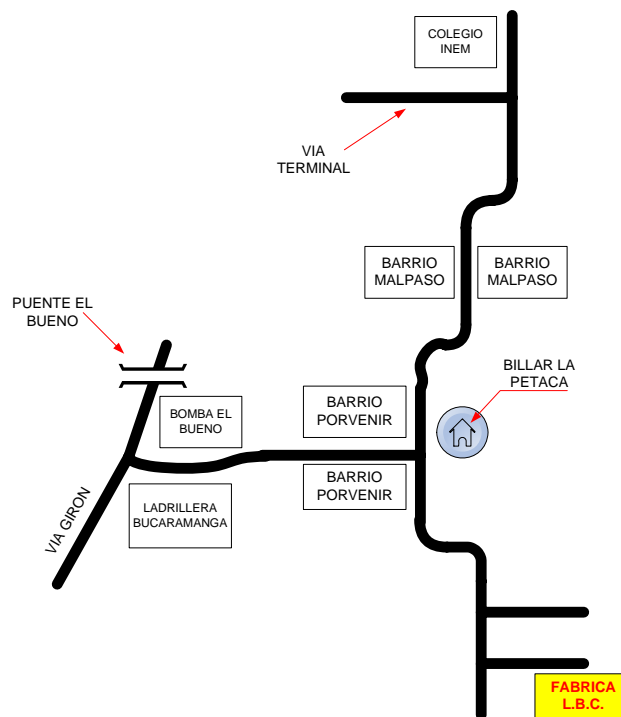 COLEGIO
INEM
VIA
TERMINAL
BARRIO
MALPASO
BARRIO
MALPASO
PUENTE EL
BUENO
BILLAR LA
PETACA
BARRIO
PORVENIR
BOMBA EL
BUENO
BARRIO
PORVENIR
LADRILLERA
BUCARAMANGA
VIA GIRON
FABRICA
L.B.C.